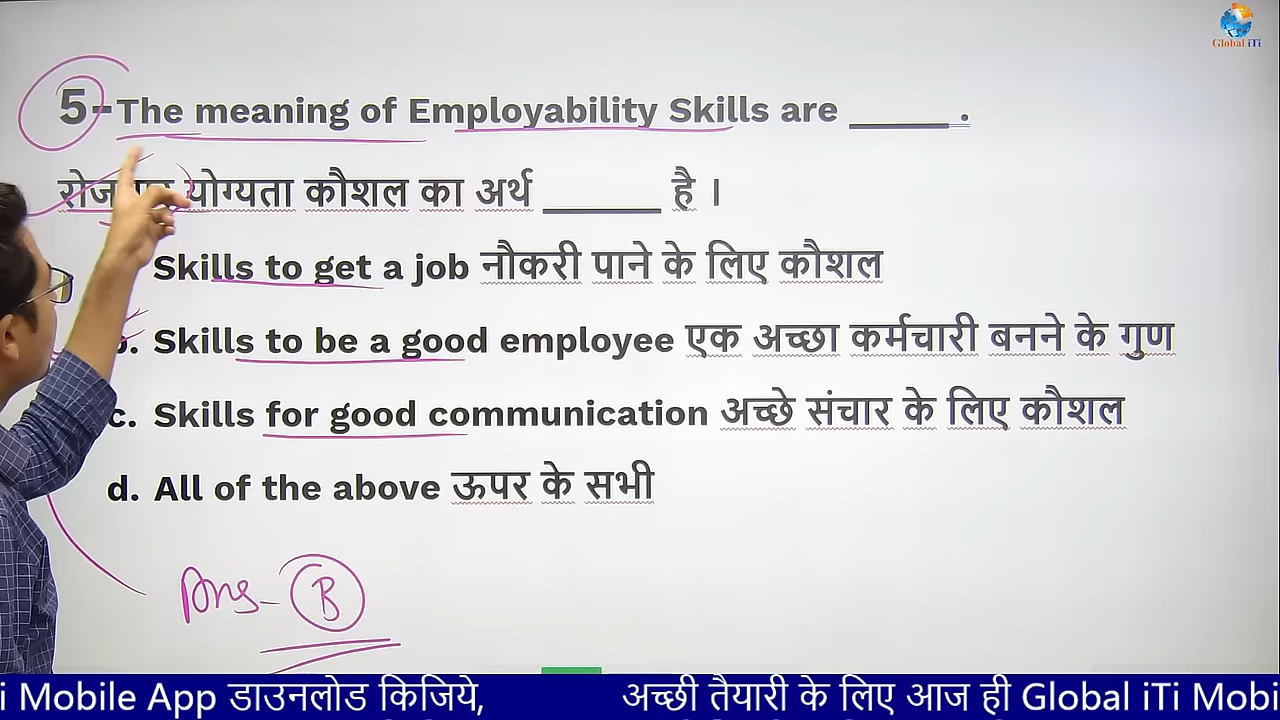 Global iTi
5-The meaning of Employability Skills are ______ .
योग्यता कौशल का अर्थ ______ है ।
Skills to get a job नौकरी पाने के लिए कौशल
b. Skills to be a good employee एक अच्छा कर्मचारी बनने के गुण
c. Skills for good communication अच्छे संचार के लिए कौशल
d. All of the above ऊपर के सभी
Ans- B
i Mobile App डाउनलोड किजिये, अच्छी तैयारी के लिए आज ही Global iTi Mobi